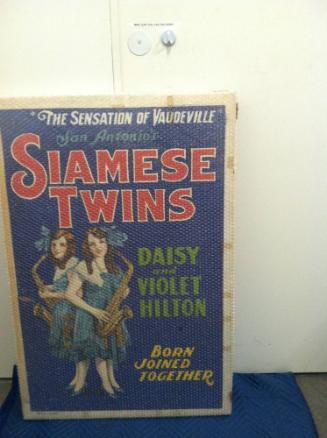 "THE SENSATION OF VAUDEVILLE
San Antonio's
SIAMESE
TWINS
DAISY
and
VIOLET
HILTON
BORN
JOINED
TOGETHER